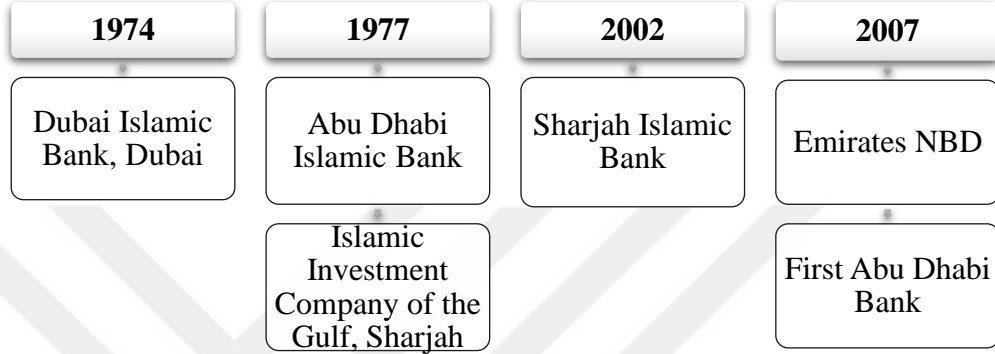 1974
Dubai Islamic
Bank, Dubai
1977
Abu Dhabi
Islamic Bank
Islamic
Investment
Company of the
Gulf, Sharjah
2002
Sharjah Islamic
Bank
2007
Emirates NBD
First Abu Dhabi
Bank